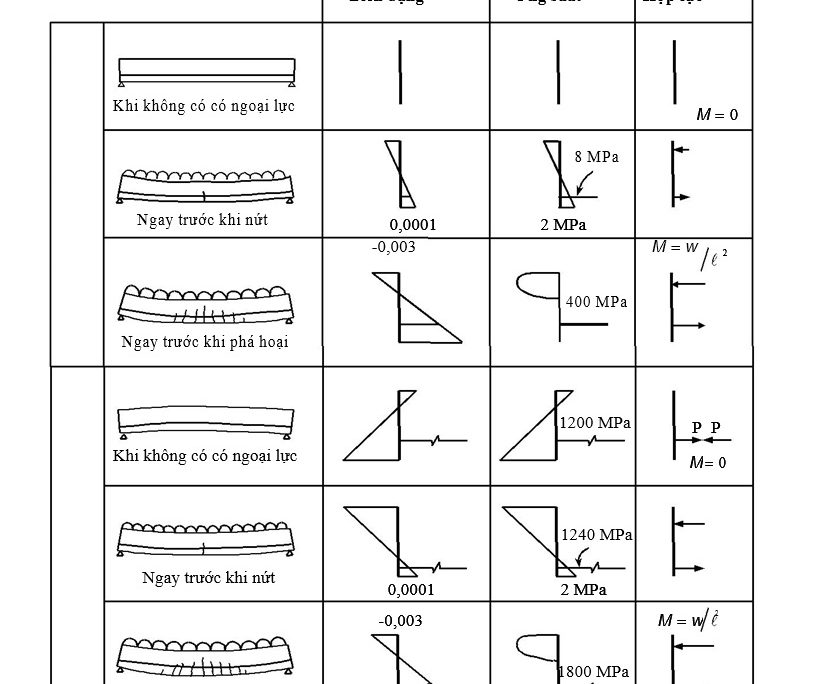 Khi không có có ngoại lực
M = 0
8 MPa
Ngay trước khi nứt
0,0001
2 MPa
-0,003
M = w/ℓ²
400 MPa
Ngay trước khi phá hoại
1200 MPa
P P
Khi không có có ngoại lực
M= 0
1240 MPa
Ngay trước khi nứt
0,0001
2 MPa
-0,003
M = w/ℓ²
1800 MPa